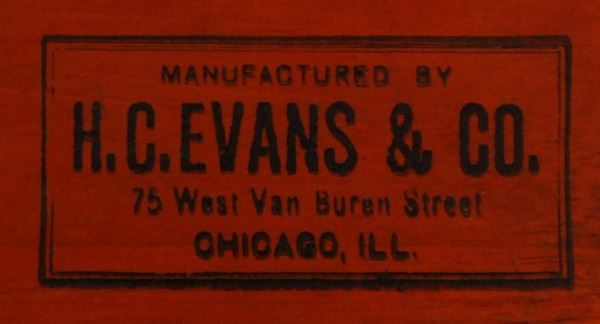 MANUFACTURED BY
H.C.EVANS & CO.
75 West Van Buren Street
CHICAGO, ILL.